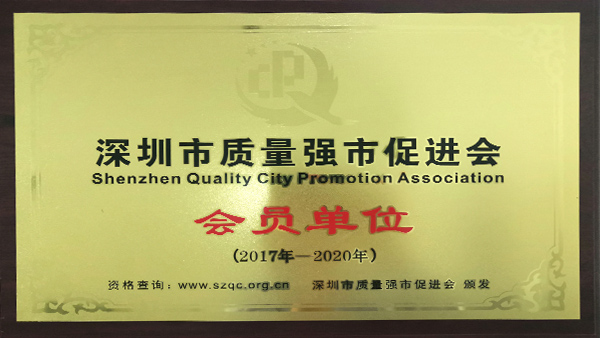 深圳市质量强市促进会
Shenzhen Quality City Promotion Association
会员单位
(2017年—2020年)
资格查询：www.szqc.org.cn 深圳市质量强市促进会 颁发